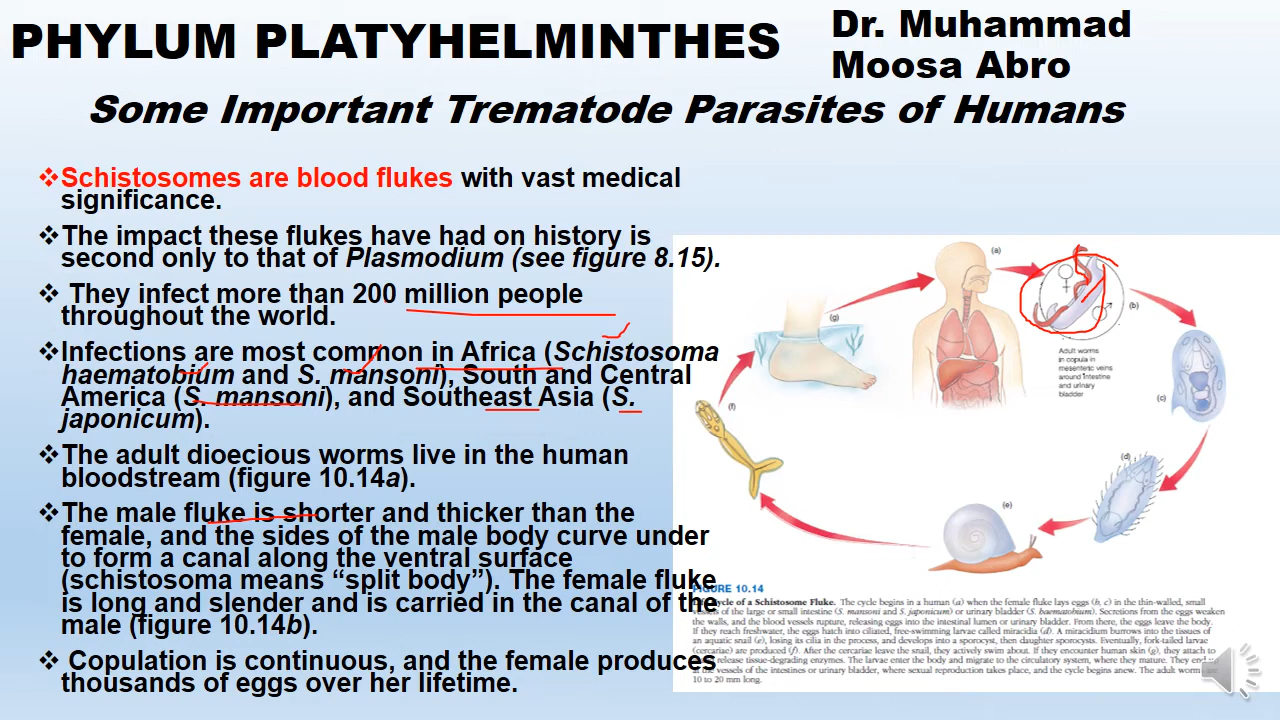 PHYLUM PLATYHELMINTHES
Dr. Muhammad
Moosa Abro
Some Important Trematode Parasites of Humans
❖Schistosomes are blood flukes with vast medical
significance.
❖The impact these flukes have had on history is
second only to that of Plasmodium (see figure 8.15).
❖ They infect more than 200 million people
throughout the world.
❖Infections are most common in Africa (Schistosoma
haematobium and S. mansoni), South and Central
America (S. mansoni), and Southeast Asia (S.
japonicum).
❖The adult dioecious worms live in the human
bloodstream (figure 10.14a).
❖The male fluke is shorter and thicker than the
female, and the sides of the male body curve under
to form a canal along the ventral surface
(schistosoma means “split body”). The female fluke
is long and slender and is carried in the canal of the
male (figure 10.14b).
❖ Copulation is continuous, and the female produces
thousands of eggs over her lifetime.
(a)
(b)
Adult worms
in copula in
mesenteric veins
around intestine
and urinary
bladder
(c)
(d)
(e)
(f)
(g)
FIGURE 10.14
Life Cycle of a Schistosome Fluke. The cycle begins in a human (a) when the female fluke lays eggs (b, c) in the thin-walled, small
vessels of the large or small intestine (S. mansoni and S. japonicum) or urinary bladder (S. haematobium). Secretions from the eggs weaken
the walls, and the blood vessels rupture, releasing eggs into the intestinal lumen or urinary bladder. From there, the eggs leave the body.
If they reach freshwater, the eggs hatch into ciliated, free-swimming larvae called miracidia (d). A miracidium burrows into the tissues of
an aquatic snail (e), losing its cilia in the process, and develops into a sporocyst, then daughter sporocysts. Eventually, fork-tailed larvae
(cercariae) are produced (f). After the cercariae leave the snail, they actively swim about. If they encounter human skin (g), they attach to
release tissue-degrading enzymes. The larvae enter the body and migrate to the circulatory system, where they mature. They
the vessels of the intestines or urinary bladder, where sexual reproduction takes place, and the cycle begins anew. The adult worms
10 to 20 mm long.